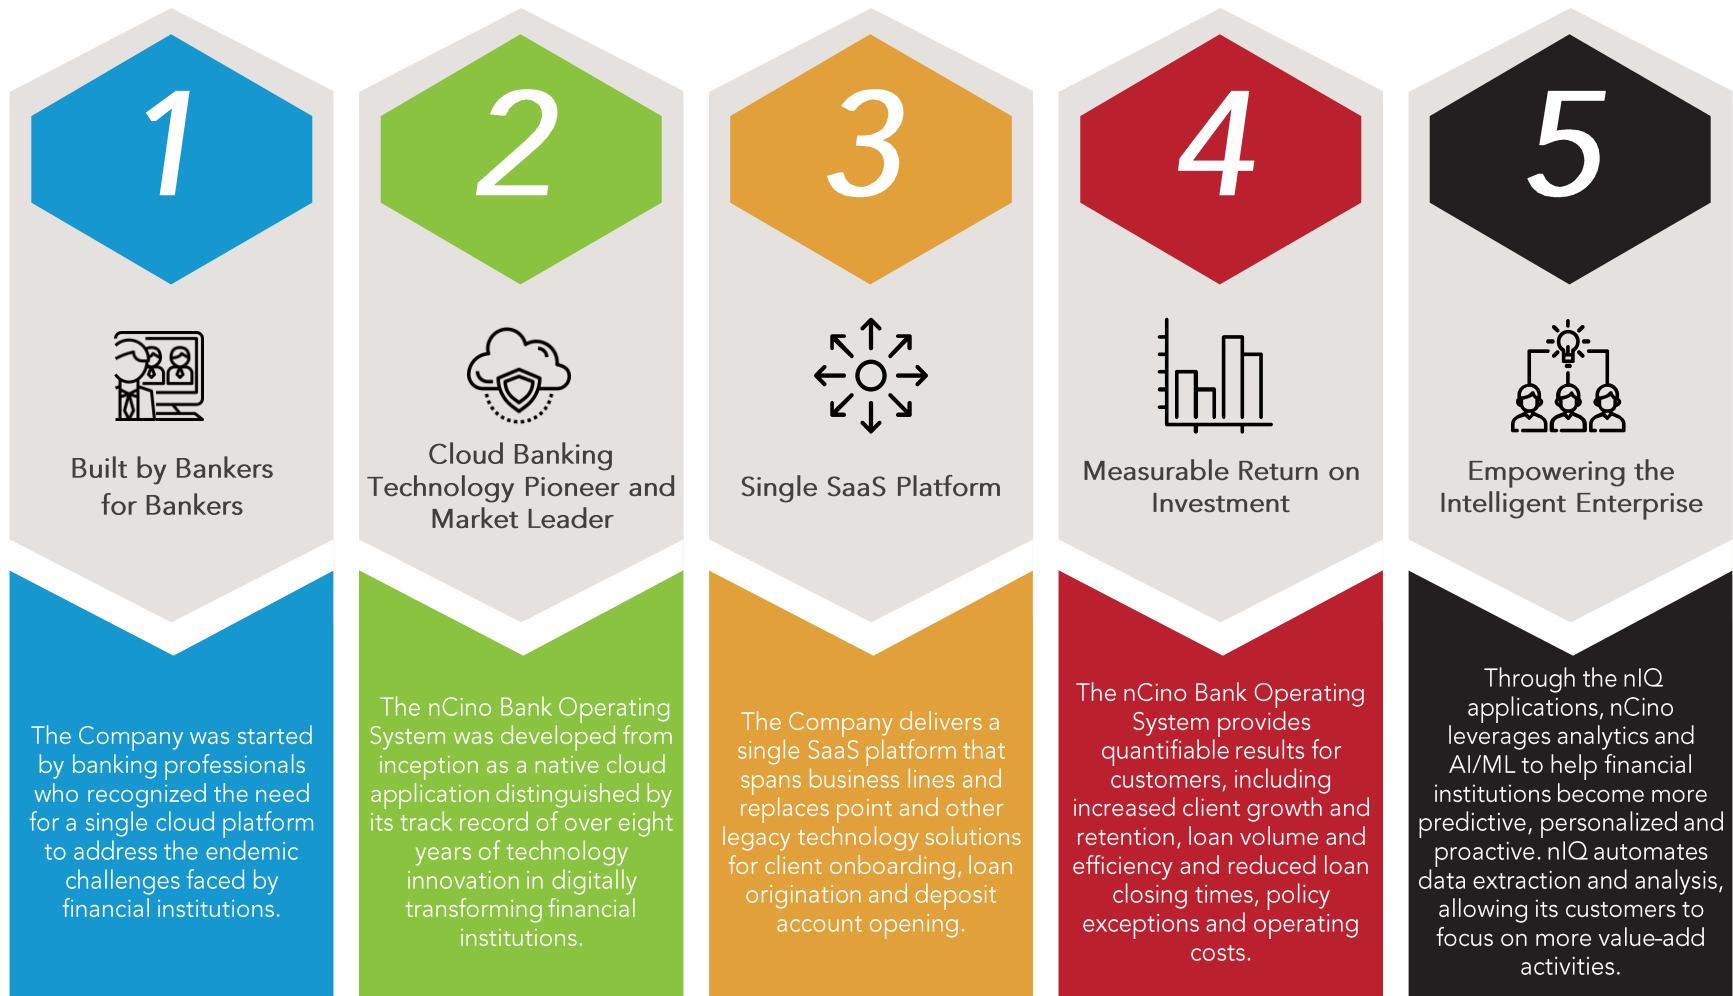 1
Built by Bankers
for Bankers
The Company was started
by banking professionals
who recognized the need
for a single cloud platform
to address the endemic
challenges faced by
financial institutions.
2
Cloud Banking
Technology Pioneer and
Market Leader
The nCino Bank Operating
System was developed from
inception as a native cloud
application distinguished by
its track record of over eight
years of technology
innovation in digitally
transforming financial
institutions.
3
Single SaaS Platform
The Company delivers a
single SaaS platform that
spans business lines and
replaces point and other
legacy technology solutions
for client onboarding, loan
origination and deposit
account opening.
4
Measurable Return on
Investment
The nCino Bank Operating
System provides
quantifiable results for
customers, including
increased client growth and
retention, loan volume and
efficiency and reduced loan
closing times, policy
exceptions and operating
costs.
5
Empowering the
Intelligent Enterprise
Through the nIQ
applications, nCino
leverages analytics and
AI/ML to help financial
institutions become more
predictive, personalized and
proactive. nIQ automates
data extraction and analysis,
allowing its customers to
focus on more value-add
activities.